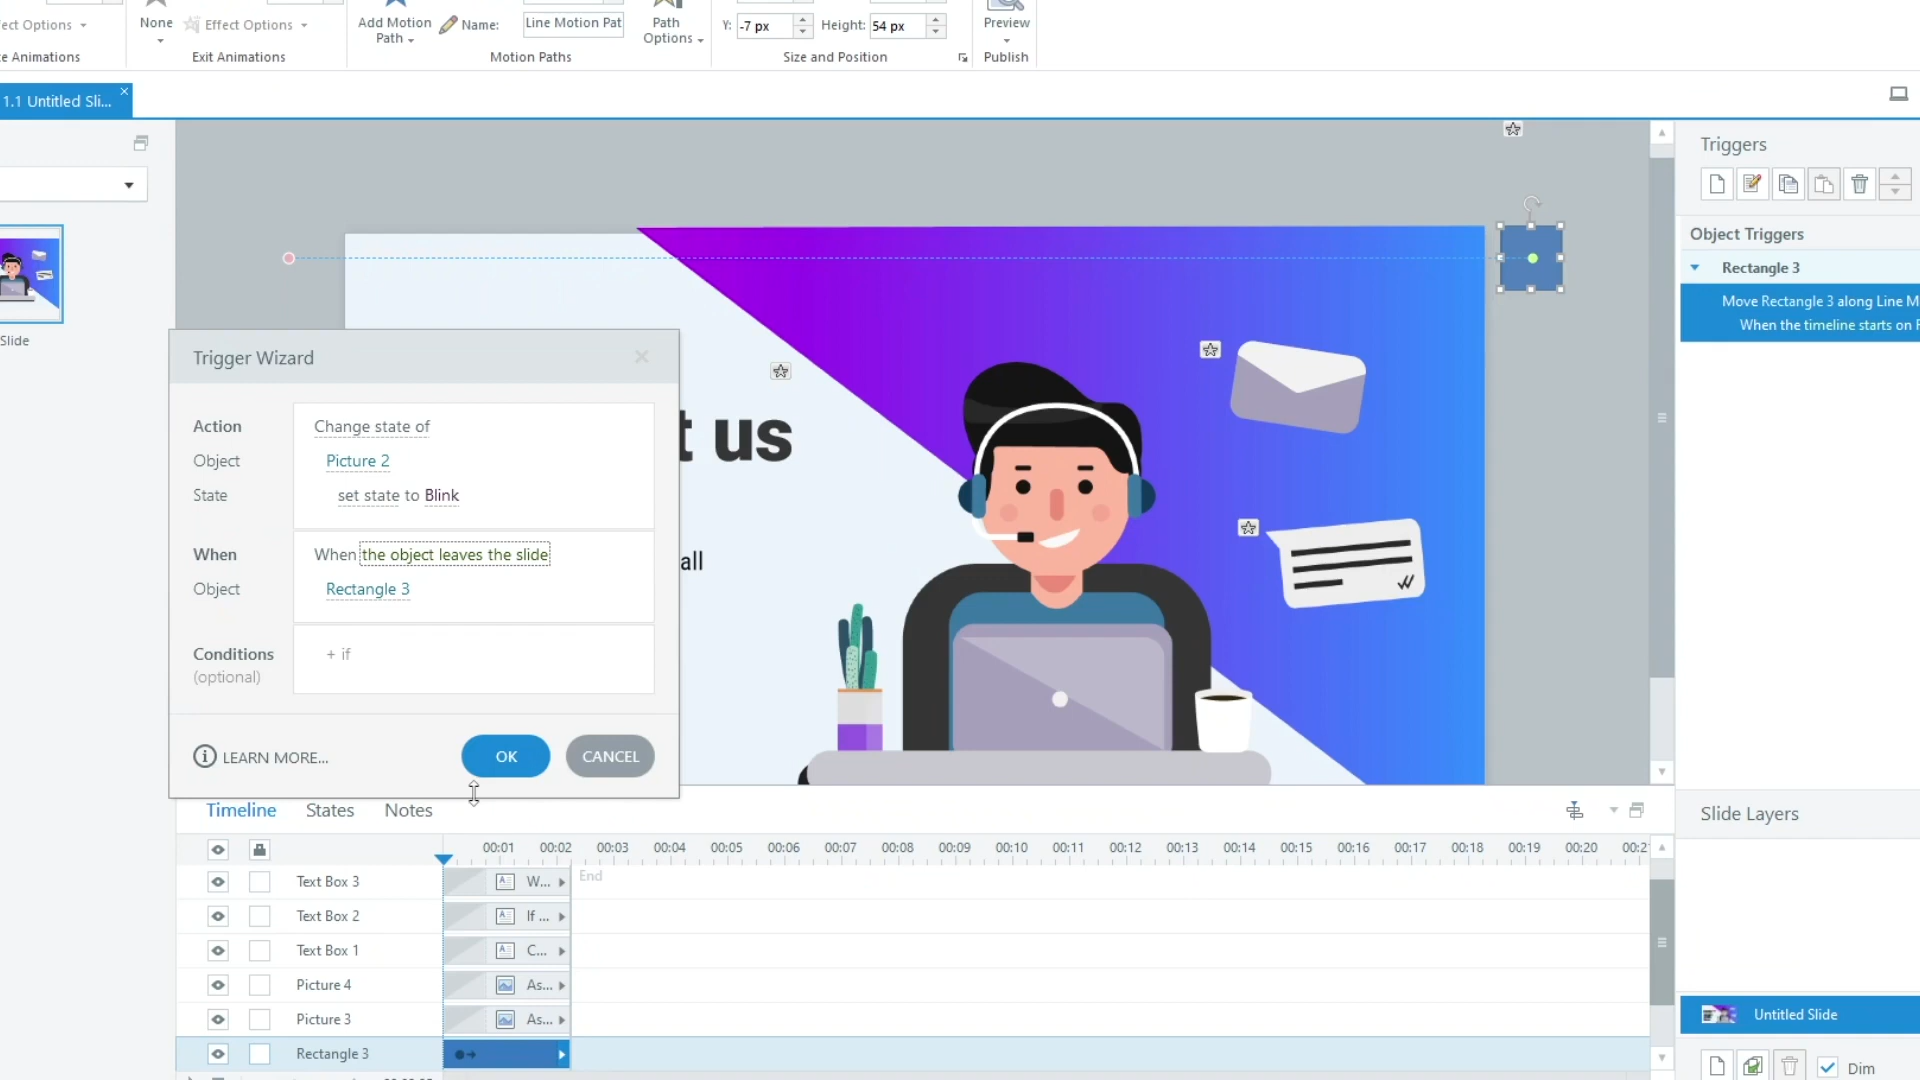 None
Effect Options
Add Motion
Path
Name:
Line Motion Pat
Path
Options
Y:
-7 px
Height:
54 px
Preview
Exit Animations
Motion Paths
Size and Position
Publish
1.1 Untitled Sli...
Triggers
Object Triggers
Rectangle 3
Move Rectangle 3 along Line M
When the timeline starts on
Slide
Trigger Wizard
Action
Change state of
Object
Picture 2
State
set state to Blink
When
When the object leaves the slide
Object
Rectangle 3
Conditions
(optional)
+ if
LEARN MORE...
OK
CANCEL
t us
all
Timeline
States
Notes
Slide Layers
00:01 00:02 00:03 00:04 00:05 00:06 00:07 00:08 00:09 00:10 00:11 00:12 00:13 00:14 00:15 00:16 00:17 00:18 00:19 00:20
Text Box 3
W...
End
Text Box 2
If ...
Text Box 1
C...
Picture 4
As...
Picture 3
As...
Rectangle 3
Untitled Slide
Dim